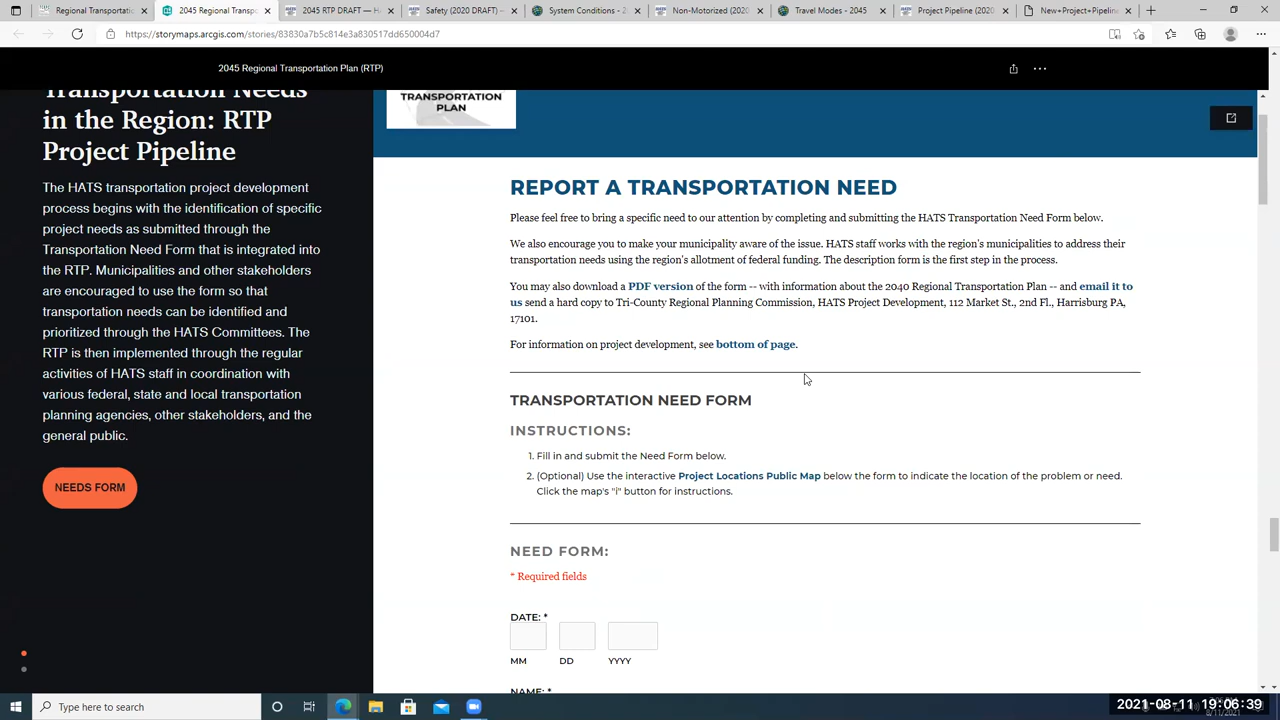 Regional Transportatic
2045 Regional Transpo
2045 RTP DRAFT — H
Safety (2020 DRAFT) –
System Conditions - 2
Non-Motorized (2020
Travel Modes - 2045
Project Pipeline (2020
New+Project+Pipelin
https://storymaps.arcgis.com/stories/83830a7b5c814e3a830517dd650004d7
2045 Regional Transportation Plan (RTP)
Transportation Needs
in the Region: RTP
Project Pipeline
The HATS transportation project development
process begins with the identification of specific
project needs as submitted through the
Transportation Need Form that is integrated into
the RTP. Municipalities and other stakeholders
are encouraged to use the form so that
transportation needs can be identified and
prioritized through the HATS Committees. The
RTP is then implemented through the regular
activities of HATS staff in coordination with
various federal, state and local transportation
planning agencies, other stakeholders, and the
general public.
NEEDS FORM
TRANSPORTATION
PLAN
REPORT A TRANSPORTATION NEED
Please feel free to bring a specific need to our attention by completing and submitting the HATS Transportation Need Form below.
We also encourage you to make your municipality aware of the issue. HATS staff works with the region's municipalities to address their
transportation needs using the region's allotment of federal funding. The description form is the first step in the process.
You may also download a PDF version of the form -- with information about the 2040 Regional Transportation Plan -- and email it to
us send a hard copy to Tri-County Regional Planning Commission, HATS Project Development, 112 Market St., 2nd Fl., Harrisburg PA,
17101.
For information on project development, see bottom of page.
TRANSPORTATION NEED FORM
INSTRUCTIONS:
1. Fill in and submit the Need Form below.
2. (Optional) Use the interactive Project Locations Public Map below the form to indicate the location of the problem or need.
Click the map's "i" button for instructions.
NEED FORM:
* Required fields
DATE: *
MM DD YYYY
NAME: *
Type here to search
2021-08-11 19:06:39